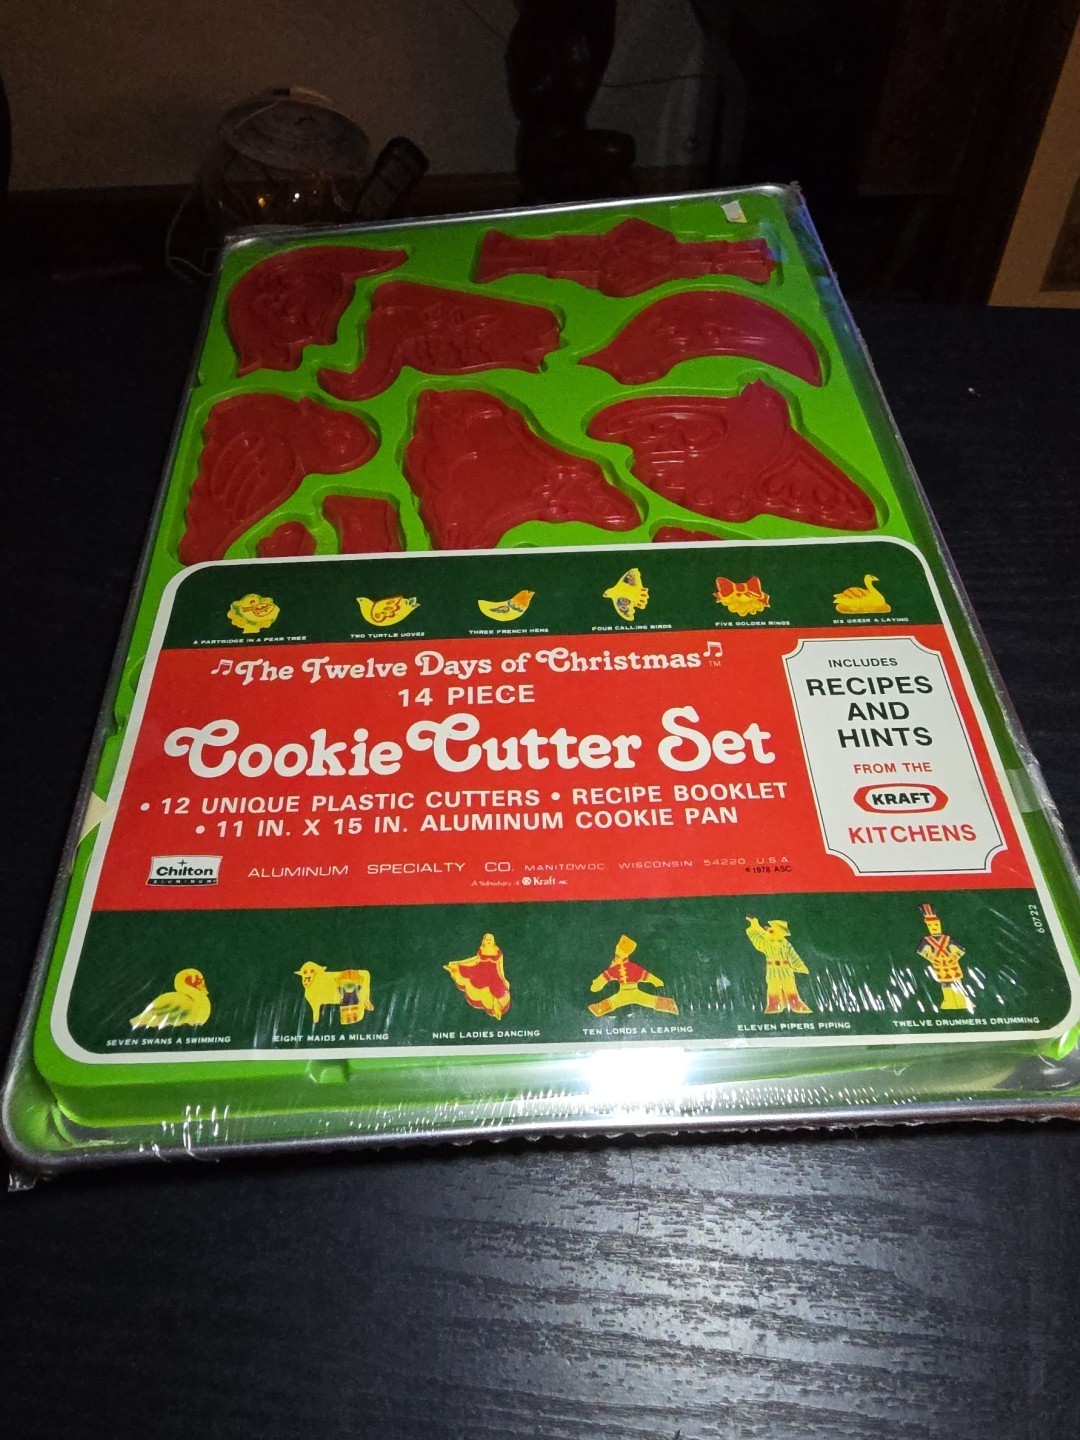 A PARTRIDGE IN A PEAR TREE
TWO TURTLE DOVES
THREE FRENCH HENS
FOUR CALLING BIRDS
FIVE GOLDEN RINGS
SIX GEESE A LAYING
♫The Twelve Days of Christmas♫™
14 PIECE
Cookie Cutter Set
• 12 UNIQUE PLASTIC CUTTERS • RECIPE BOOKLET
• 11 IN. X 15 IN. ALUMINUM COOKIE PAN
INCLUDES
RECIPES
AND
HINTS
FROM THE
KRAFT
KITCHENS
Chilton
ALUMINUM
ALUMINUM SPECIALTY CO. MANITOWOC, WISCONSIN 54220 U.S.A
A Subsidiary of Kraft INC.
© 1978 ASC
60722
SEVEN SWANS A SWIMMING
EIGHT MAIDS A MILKING
NINE LADIES DANCING
TEN LORDS A LEAPING
ELEVEN PIPERS PIPING
TWELVE DRUMMERS DRUMMING